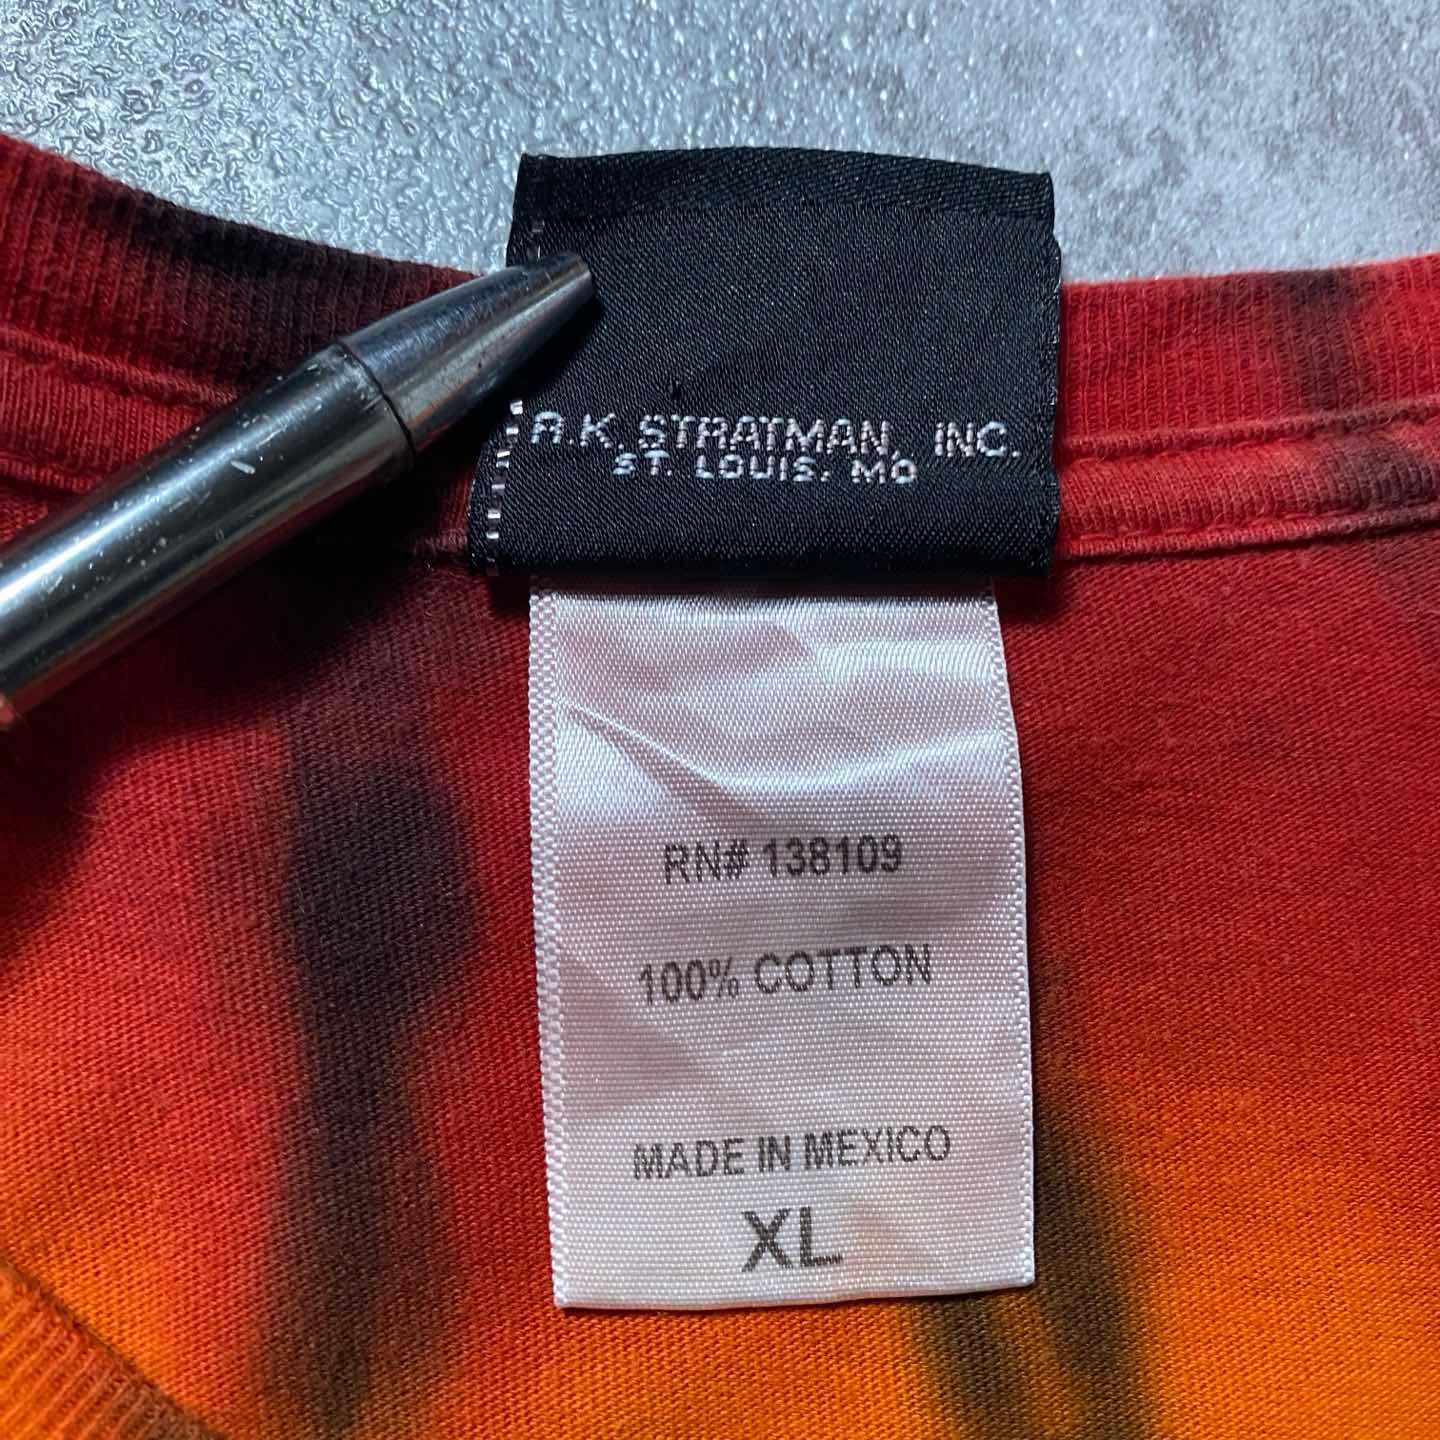 A.K. STRATMAN, INC.
ST. LOUIS, MO
RN# 138109
100% COTTON
MADE IN MEXICO
XL